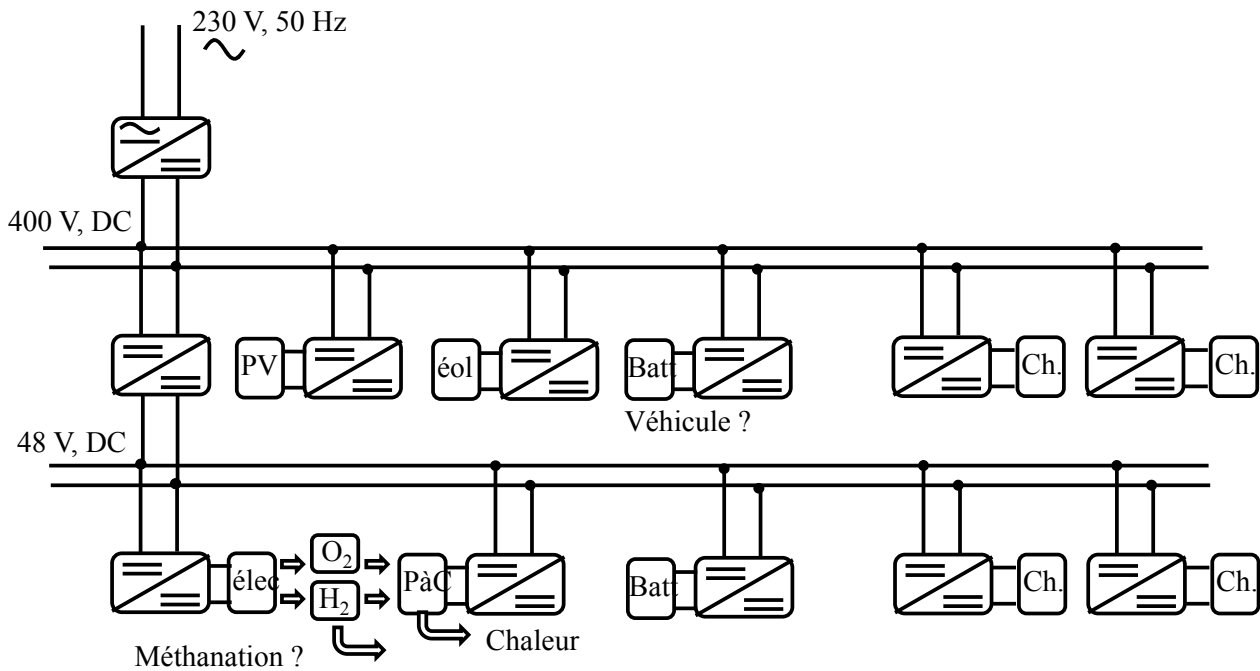 230 V, 50 Hz
400 V, DC
PV
éol
Batt
Ch.
Ch.
Véhicule ?
48 V, DC
élec
O₂
H₂
PàC
Batt
Ch.
Ch.
Chaleur
Méthanation ?